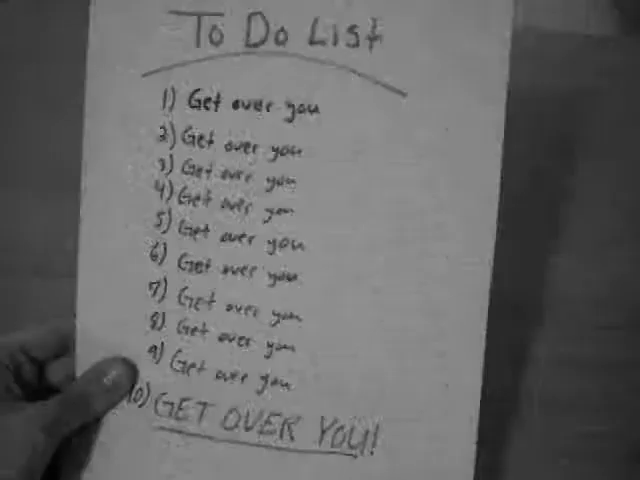 To Do List
1) Get over you
2) Get over you
3) Get over you
4) Get over you
5) Get over you
6) Get over you
7) Get over you
8) Get over you
9) Get over you
10) GET OVER YOU!